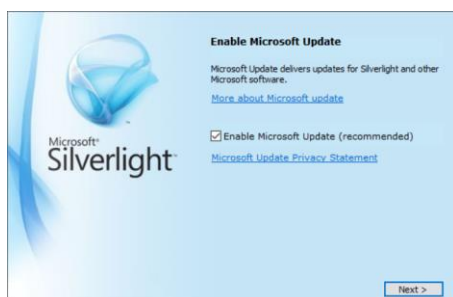 Enable Microsoft Update
Microsoft Update delivers updates for Silverlight and other
Microsoft software.
More about Microsoft update
Enable Microsoft Update (recommended)
Microsoft Update Privacy Statement
Microsoft®
Silverlight™
Next >